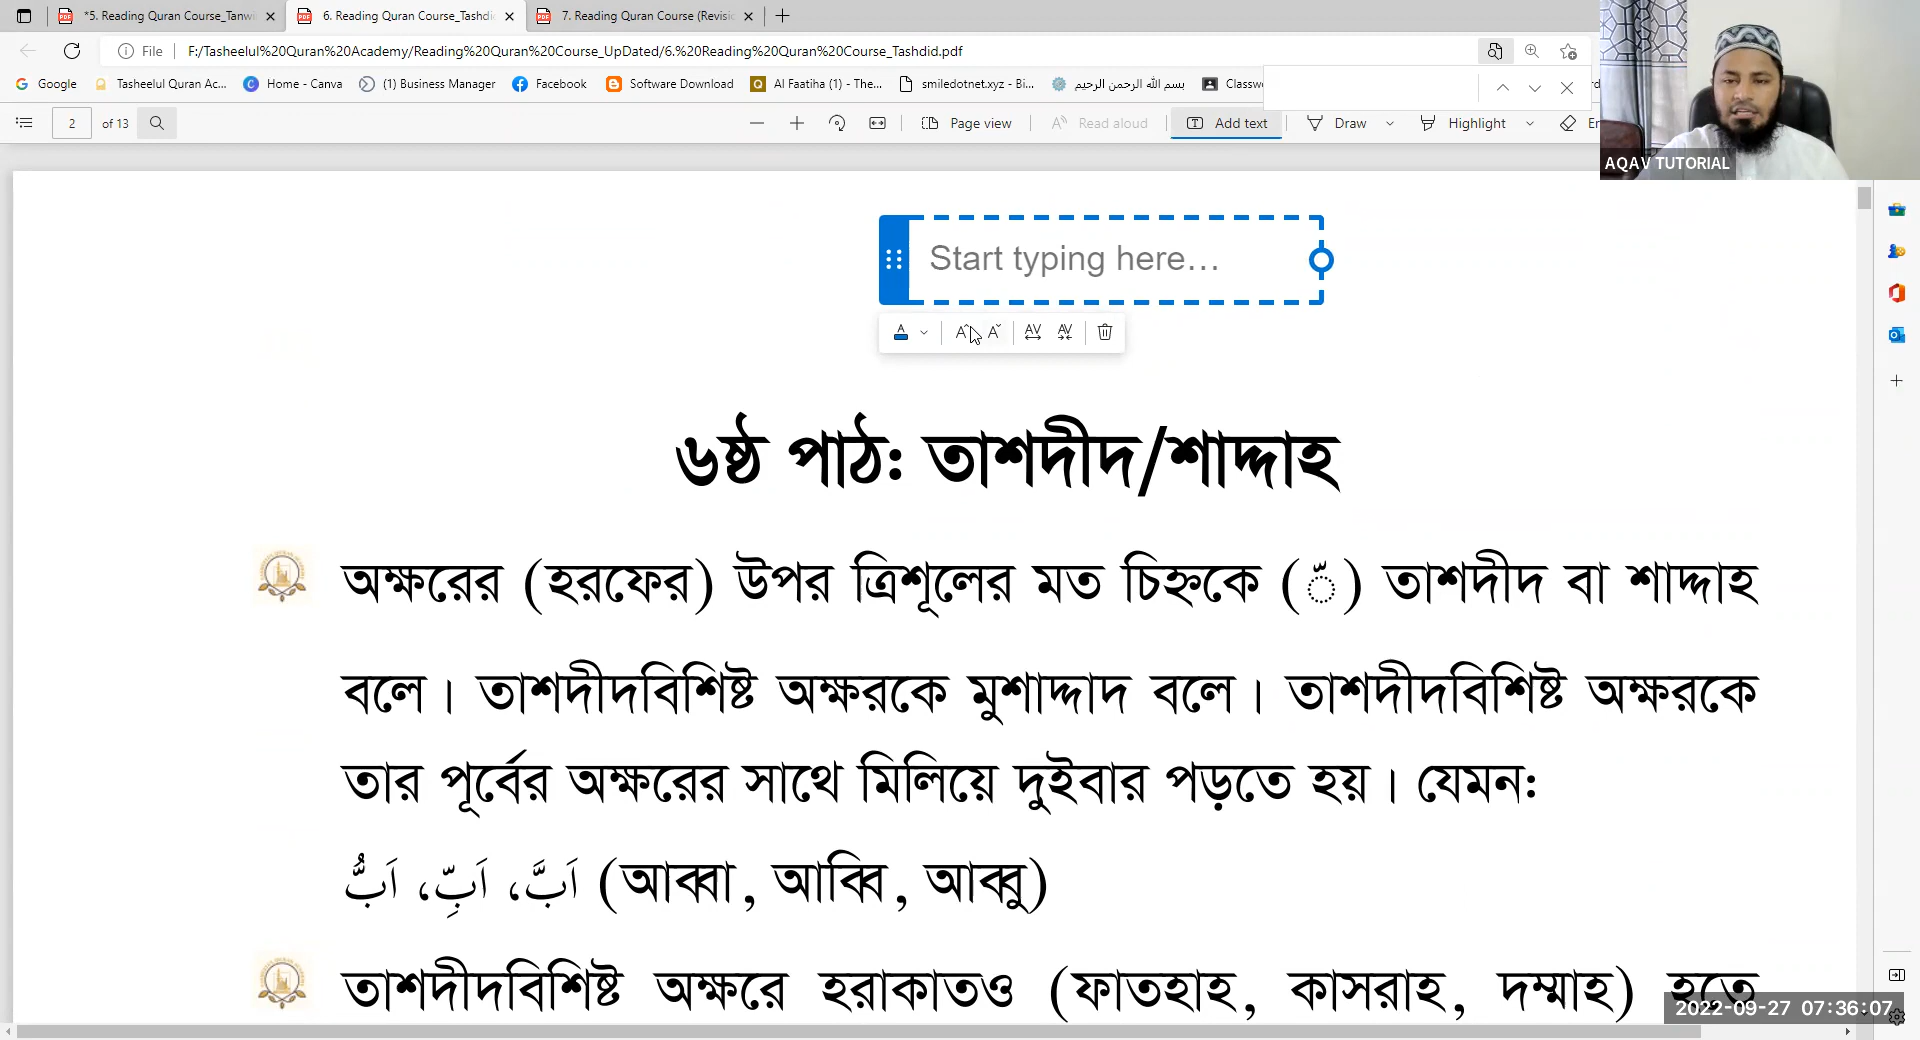 *5. Reading Quran Course_Tanwi
6. Reading Quran Course_Tashdi
7. Reading Quran Course (Revisi
File
F:/Tasheelul%20Quran%20Academy/Reading%20Quran%20Course_UpDated/6.%20Reading%20Quran%20Course_Tashdid.pdf
Google
Tasheelul Quran Ac...
Home - Canva
(1) Business Manager
Facebook
Software Download
Al Faatiha (1) - The...
smiledotnet.xyz - Bi...
بسم الله الرحمن الرحيم
Classw
2 of 13
Page view
Read aloud
Add text
Draw
Highlight
Er
AQAV TUTORIAL
Start typing here...
৬ষ্ঠ পাঠ: তাশদীদ/শাদ্দাহ
অক্ষরের (হরফের) উপর ত্রিশূলের মত চিহ্নকে (ّ) তাশদীদ বা শাদ্দাহ
বলে। তাশদীদবিশিষ্ট অক্ষরকে মুশাদ্দাদ বলে। তাশদীদবিশিষ্ট অক্ষরকে
তার পূর্বের অক্ষরের সাথে মিলিয়ে দুইবার পড়তে হয়। যেমন:
اَبَّ، اَبِّ، اَبُّ (আব্বা, আব্বি, আব্বু)
তাশদীদবিশিষ্ট অক্ষরে হরাকাতও (ফাতহাহ, কাসরাহ, দম্মাহ) হতে
2022-09-27 07:36:07